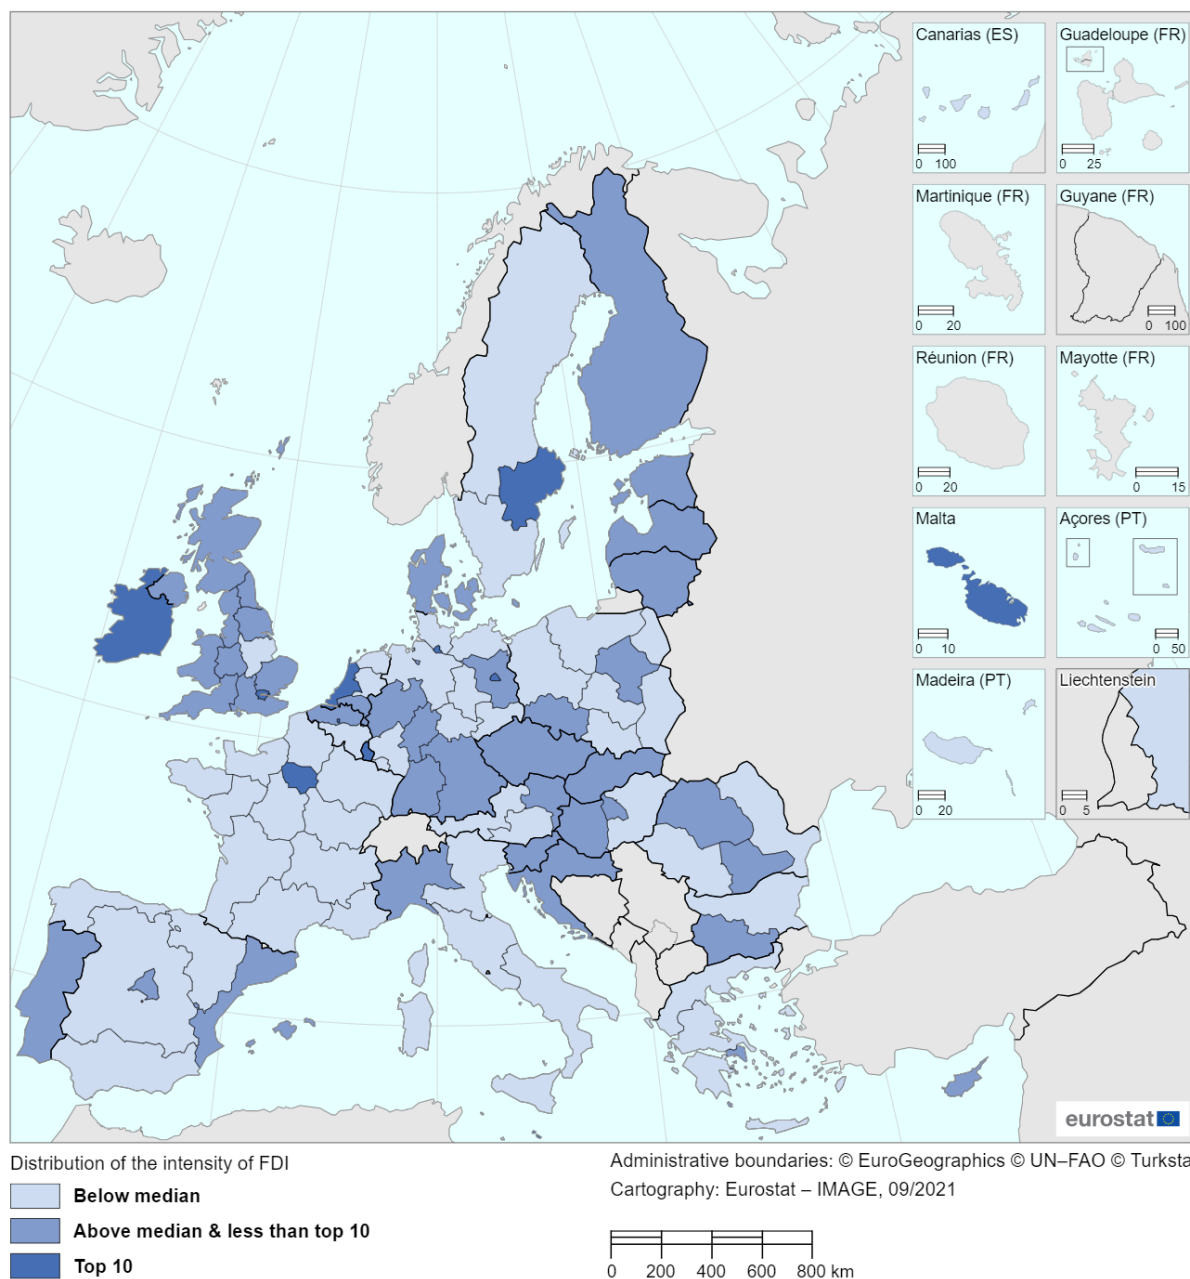 Canarias (ES)
0 100
Guadeloupe (FR)
0 25
Martinique (FR)
0 20
Guyane (FR)
0 100
Réunion (FR)
0 20
Mayotte (FR)
0 15
Malta
0 10
Açores (PT)
0 50
Madeira (PT)
0 20
Liechtenstein
0 5
eurostat
Distribution of the intensity of FDI
Below median
Above median & less than top 10
Top 10
Administrative boundaries: © EuroGeographics © UN–FAO © Turksta
Cartography: Eurostat – IMAGE, 09/2021
0 200 400 600 800 km